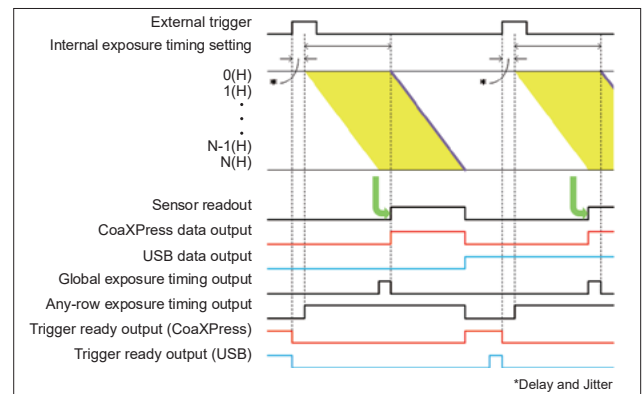 External trigger
Internal exposure timing setting
*
*
0(H)
1(H)
N-1(H)
N(H)
Sensor readout
CoaXPress data output
USB data output
Global exposure timing output
Any-row exposure timing output
Trigger ready output (CoaXPress)
Trigger ready output (USB)
*Delay and Jitter